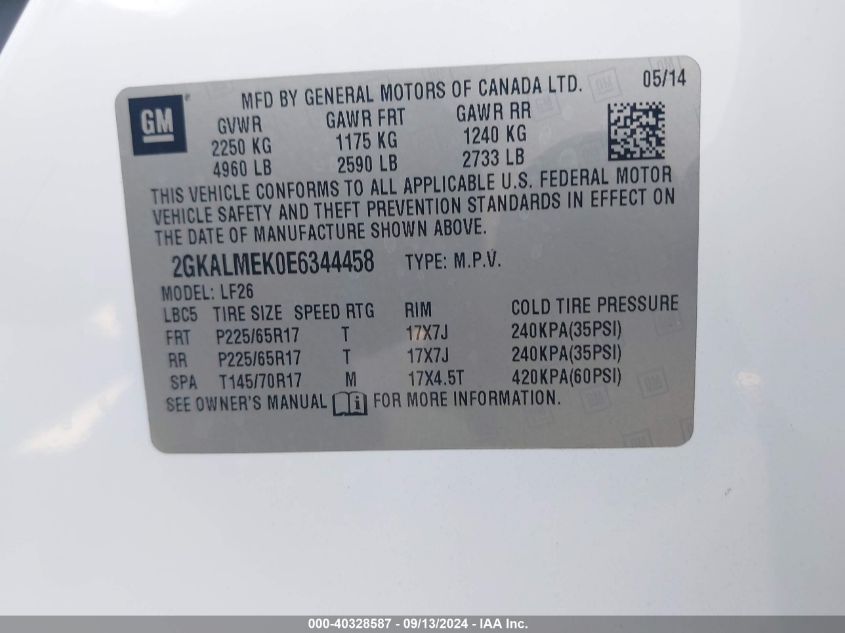 GM
MFD BY GENERAL MOTORS OF CANADA LTD. 05/14
GVWR GAWR FRT GAWR RR
2250 KG 1175 KG 1240 KG
4960 LB 2590 LB 2733 LB
THIS VEHICLE CONFORMS TO ALL APPLICABLE U.S. FEDERAL MOTOR
VEHICLE SAFETY AND THEFT PREVENTION STANDARDS IN EFFECT ON
THE DATE OF MANUFACTURE SHOWN ABOVE.
2GKALMEK0E6344458 TYPE: M.P.V.
MODEL: LF26
LBC5 TIRE SIZE SPEED RTG RIM COLD TIRE PRESSURE
FRT P225/65R17 T 17X7J 240KPA(35PSI)
RR P225/65R17 T 17X7J 240KPA(35PSI)
SPA T145/70R17 M 17X4.5T 420KPA(60PSI)
SEE OWNER'S MANUAL FOR MORE INFORMATION.
000-40328587 - 09/13/2024 - IAA Inc.